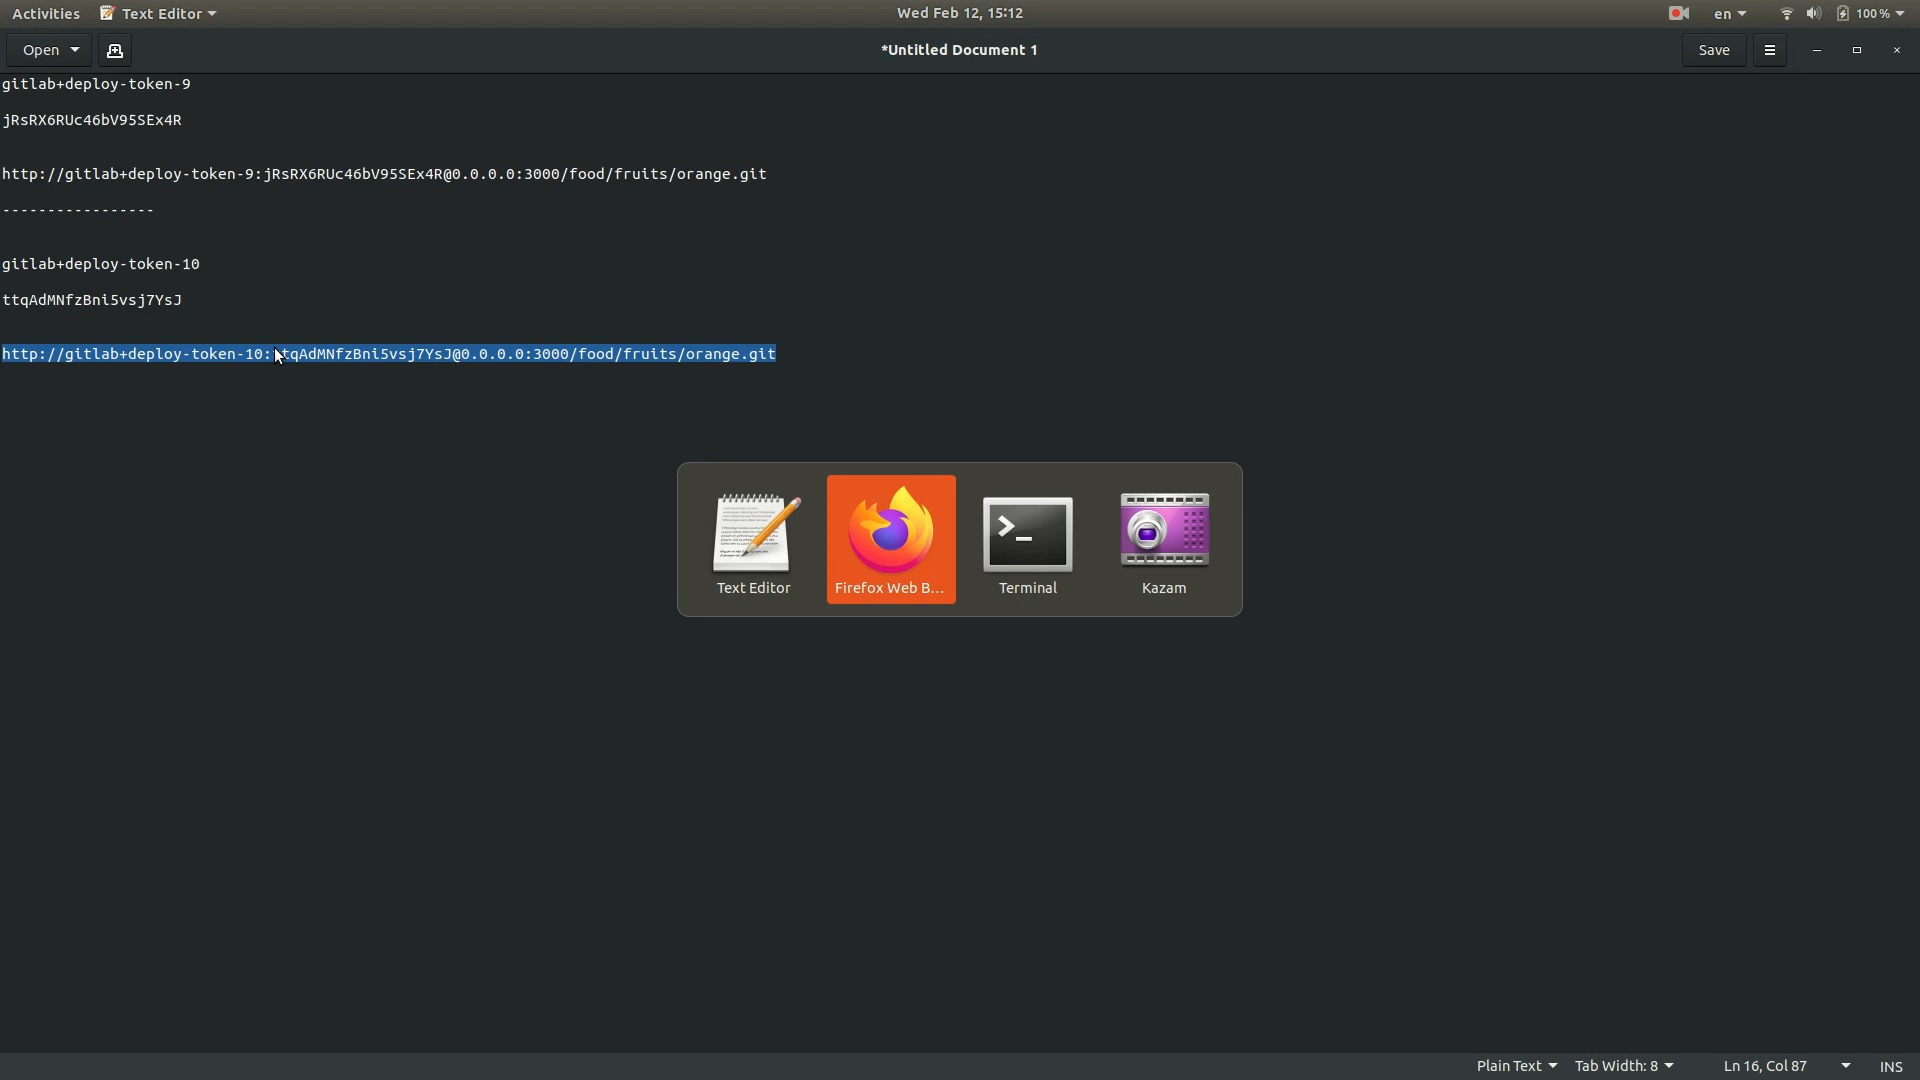 Activities Text Editor Wed Feb 12, 15:12 en 100 %
Open *Untitled Document 1 Save
gitlab+deploy-token-9
jRsRX6RUc46bV95SEx4R
http://gitlab+deploy-token-9:jRsRX6RUc46bV95SEx4R@0.0.0.0:3000/food/fruits/orange.git
-----------------
gitlab+deploy-token-10
ttqAdMNfzBni5vsj7YsJ
http://gitlab+deploy-token-10:ttqAdMNfzBni5vsj7YsJ@0.0.0.0:3000/food/fruits/orange.git
Text Editor Firefox Web B... Terminal Kazam
Plain Text Tab Width: 8 Ln 16, Col 87 INS